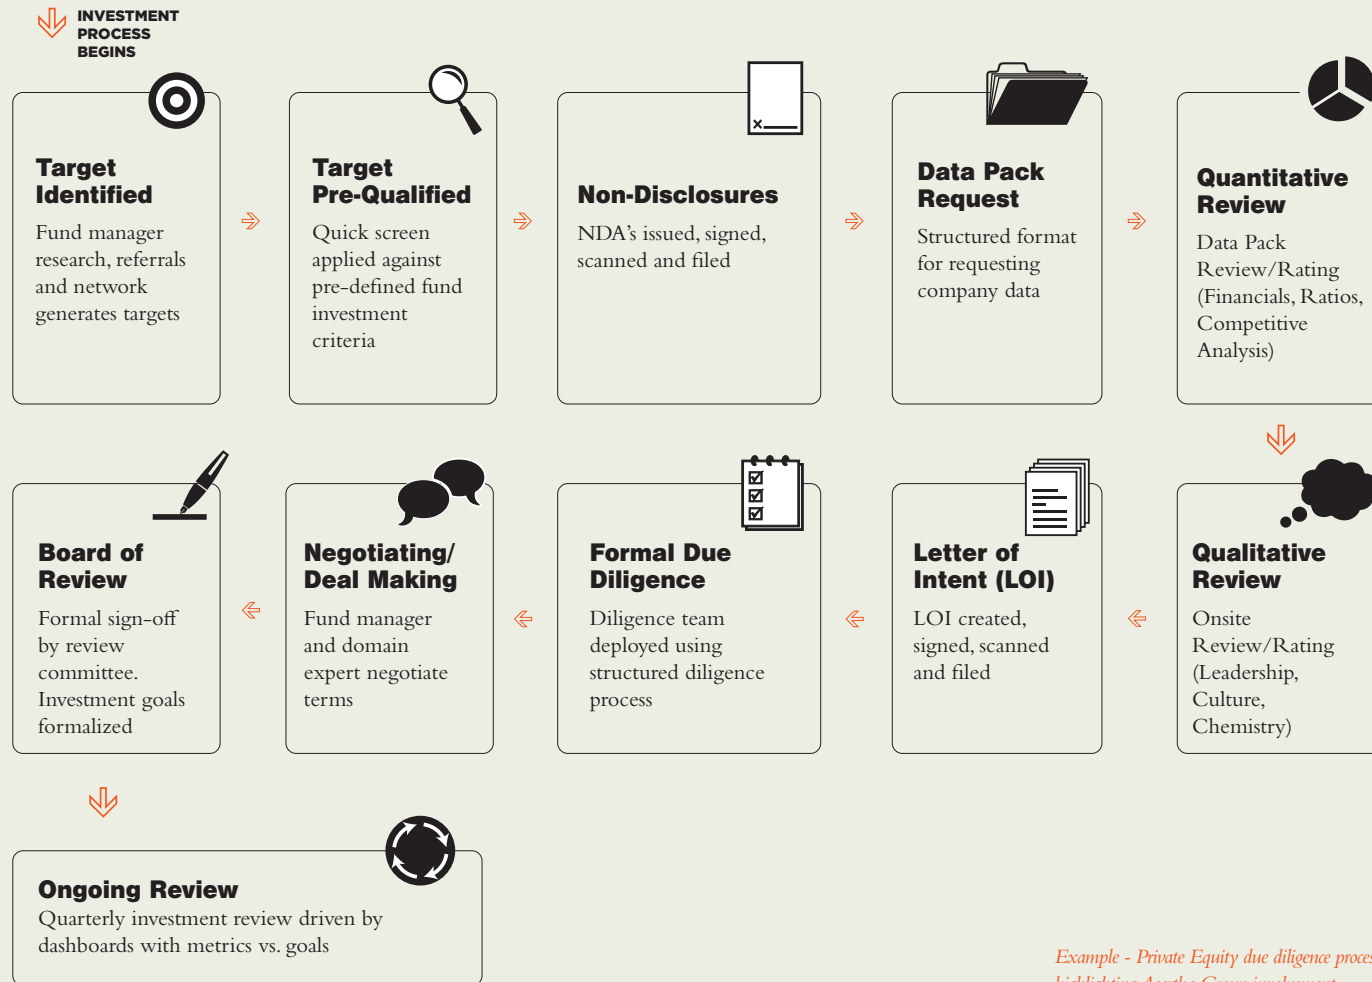 INVESTMENT
PROCESS
BEGINS
Target
Identified
Fund manager
research, referrals
and network
generates targets
Target
Pre-Qualified
Quick screen
applied against
pre-defined fund
investment
criteria
Non-Disclosures
NDA's issued, signed,
scanned and filed
Data Pack
Request
Structured format
for requesting
company data
Quantitative
Review
Data Pack
Review/Rating
(Financials, Ratios,
Competitive
Analysis)
Qualitative
Review
Onsite
Review/Rating
(Leadership,
Culture,
Chemistry)
Letter of
Intent (LOI)
LOI created,
signed, scanned
and filed
Formal Due
Diligence
Diligence team
deployed using
structured diligence
process
Negotiating/
Deal Making
Fund manager
and domain
expert negotiate
terms
Board of
Review
Formal sign-off
by review
committee.
Investment goals
formalized
Ongoing Review
Quarterly investment review driven by
dashboards with metrics vs. goals
Example - Private Equity due diligence